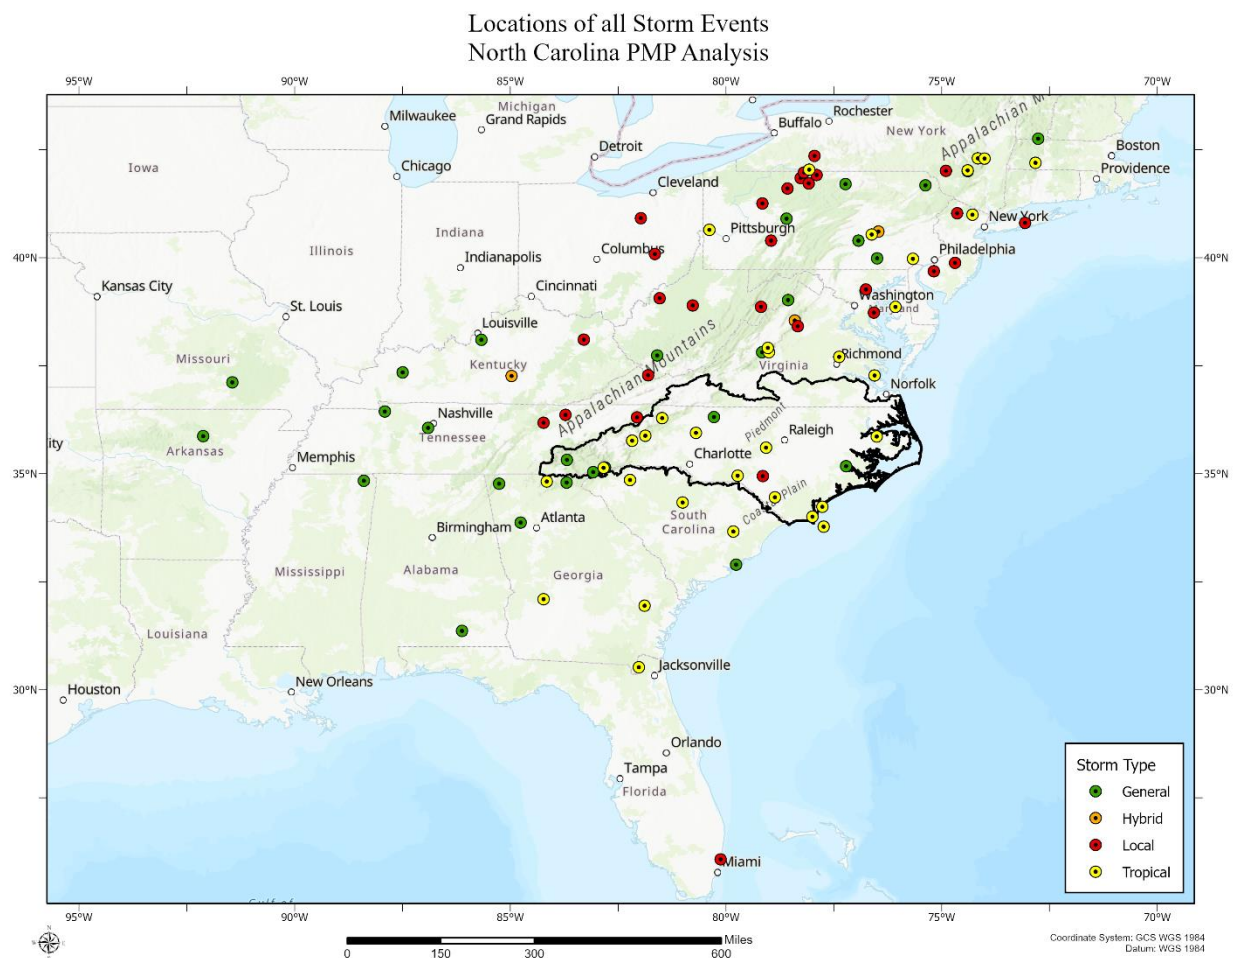 Locations of all Storm Events
North Carolina PMP Analysis
95°W 90°W 85°W 80°W 75°W 70°W
Michigan
Milwaukee
Grand Rapids
Rochester
Buffalo
New York
Appalachian M
Boston
Detroit
Iowa
Chicago
Providence
Cleveland
New York
Pittsburgh
Indiana
Illinois
Columbus
Philadelphia
40°N
Indianapolis
40°N
Kansas City
Cincinnati
Washington
St. Louis
Maryland
Louisville
Missouri
Kentucky
Appalachian Mountains
Virginia
Richmond
Norfolk
Nashville
Tennessee
Piedmont
Raleigh
ity
Arkansas
Memphis
Charlotte
35°N
35°N
Coastal Plain
South
Carolina
Birmingham
Atlanta
Mississippi
Alabama
Georgia
Louisiana
Jacksonville
New Orleans
Houston
30°N
30°N
Orlando
Tampa
Florida
Miami
Storm Type
General
Hybrid
Local
Tropical
Gulf of
95°W 90°W 85°W 80°W 75°W 70°W
N
Miles
0 150 300 600
Coordinate System: GCS WGS 1984
Datum: WGS 1984